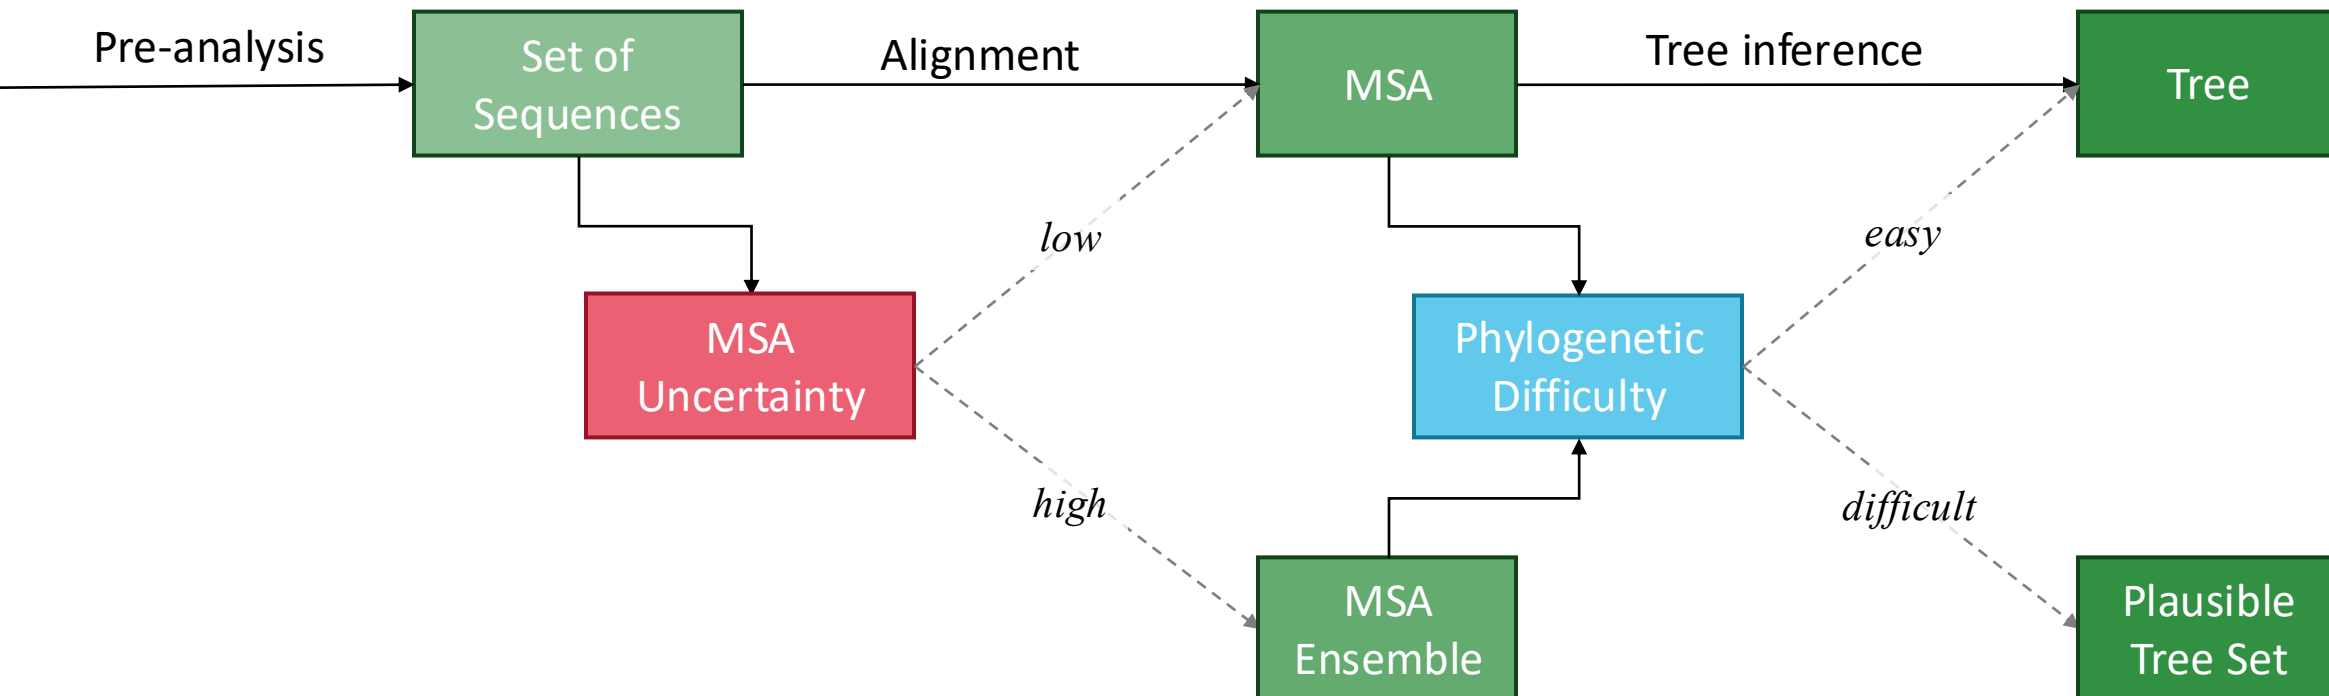 Pre-analysis
Set of
Sequences
Alignment
MSA
Tree inference
Tree
low
easy
MSA
Uncertainty
Phylogenetic
Difficulty
high
difficult
MSA
Ensemble
Plausible
Tree Set